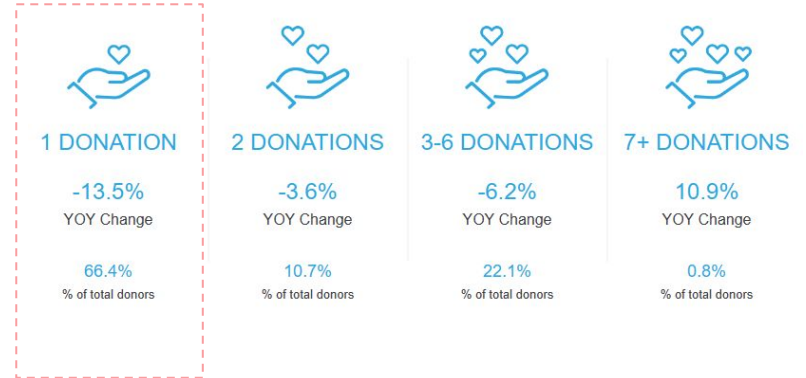 1 DONATION
-13.5%
YOY Change
66.4%
% of total donors
2 DONATIONS
-3.6%
YOY Change
10.7%
% of total donors
3-6 DONATIONS
-6.2%
YOY Change
22.1%
% of total donors
7+ DONATIONS
10.9%
YOY Change
0.8%
% of total donors